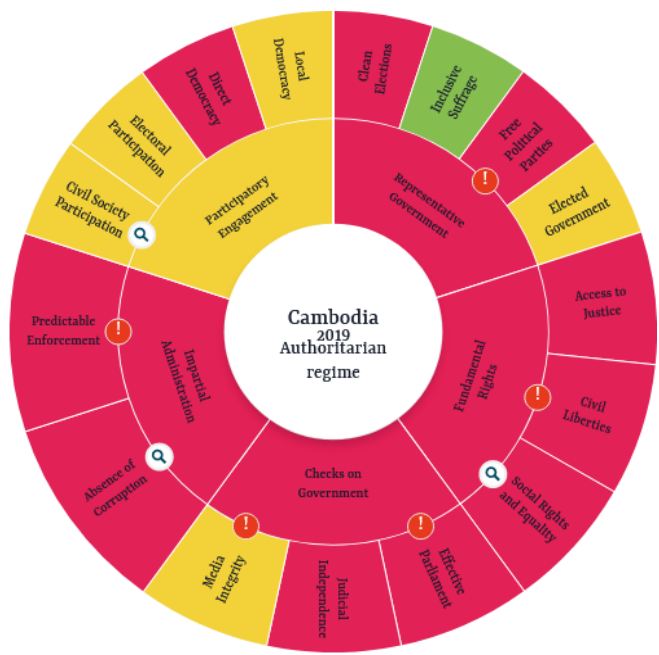 Cambodia
2019
Authoritarian
regime
Representative
Government
Clean
Elections
Inclusive
Suffrage
Free
Political
Parties
Elected
Government
Fundamental
Rights
Access to
Justice
Civil
Liberties
Social Rights
and Equality
Checks on
Government
Effective
Parliament
Judicial
Independence
Media
Integrity
Impartial
Administration
Absence of
Corruption
Predictable
Enforcement
Participatory
Engagement
Civil Society
Participation
Electoral
Participation
Direct
Democracy
Local
Democracy
!
!
!
!
!